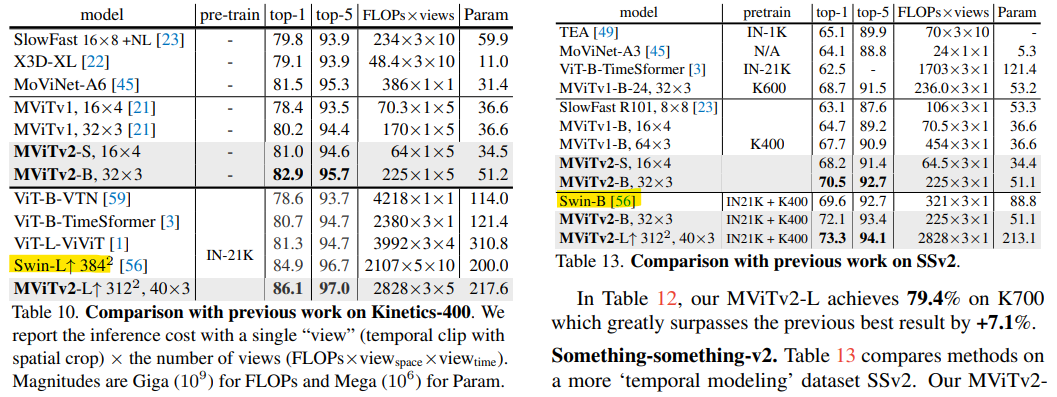 model pre-train top-1 top-5 FLOPs×views Param
SlowFast 16×8 +NL [23] - 79.8 93.9 234×3×10 59.9
X3D-XL [22] - 79.1 93.9 48.4×3×10 11.0
MoViNet-A6 [45] - 81.5 95.3 386×1×1 31.4
MViTv1, 16×4 [21] - 78.4 93.5 70.3×1×5 36.6
MViTv1, 32×3 [21] - 80.2 94.4 170×1×5 36.6
MViTv2-S, 16×4 - 81.0 94.6 64×1×5 34.5
MViTv2-B, 32×3 - 82.9 95.7 225×1×5 51.2
ViT-B-VTN [59] 78.6 93.7 4218×1×1 114.0
ViT-B-TimeSformer [3] 80.7 94.7 2380×3×1 121.4
ViT-L-ViViT [1] IN-21K 81.3 94.7 3992×3×4 310.8
Swin-L↑ 384² [56] 84.9 96.7 2107×5×10 200.0
MViTv2-L↑ 312², 40×3 86.1 97.0 2828×3×5 217.6
Table 10. Comparison with previous work on Kinetics-400. We
report the inference cost with a single “view" (temporal clip with
spatial crop) × the number of views (FLOPs×viewspace×viewtime).
Magnitudes are Giga (10⁹) for FLOPs and Mega (10⁶) for Param.
model pretrain top-1 top-5 FLOPs×views Param
TEA [49] IN-1K 65.1 89.9 70×3×10 -
MoViNet-A3 [45] N/A 64.1 88.8 24×1×1 5.3
ViT-B-TimeSformer [3] IN-21K 62.5 - 1703×3×1 121.4
MViTv1-B-24, 32×3 K600 68.7 91.5 236.0×3×1 53.2
SlowFast R101, 8×8 [23] 63.1 87.6 106×3×1 53.3
MViTv1-B, 16×4 64.7 89.2 70.5×3×1 36.6
MViTv1-B, 64×3 K400 67.7 90.9 454×3×1 36.6
MViTv2-S, 16×4 68.2 91.4 64.5×3×1 34.4
MViTv2-B, 32×3 70.5 92.7 225×3×1 51.1
Swin-B [56] IN21K + K400 69.6 92.7 321×3×1 88.8
MViTv2-B, 32×3 IN21K + K400 72.1 93.4 225×3×1 51.1
MViTv2-L↑ 312², 40×3 IN21K + K400 73.3 94.1 2828×3×1 213.1
Table 13. Comparison with previous work on SSv2.
In Table 12, our MViTv2-L achieves 79.4% on K700
which greatly surpasses the previous best result by +7.1%.
Something-something-v2. Table 13 compares methods on
a more ‘temporal modeling’ dataset SSv2. Our MViTv2-